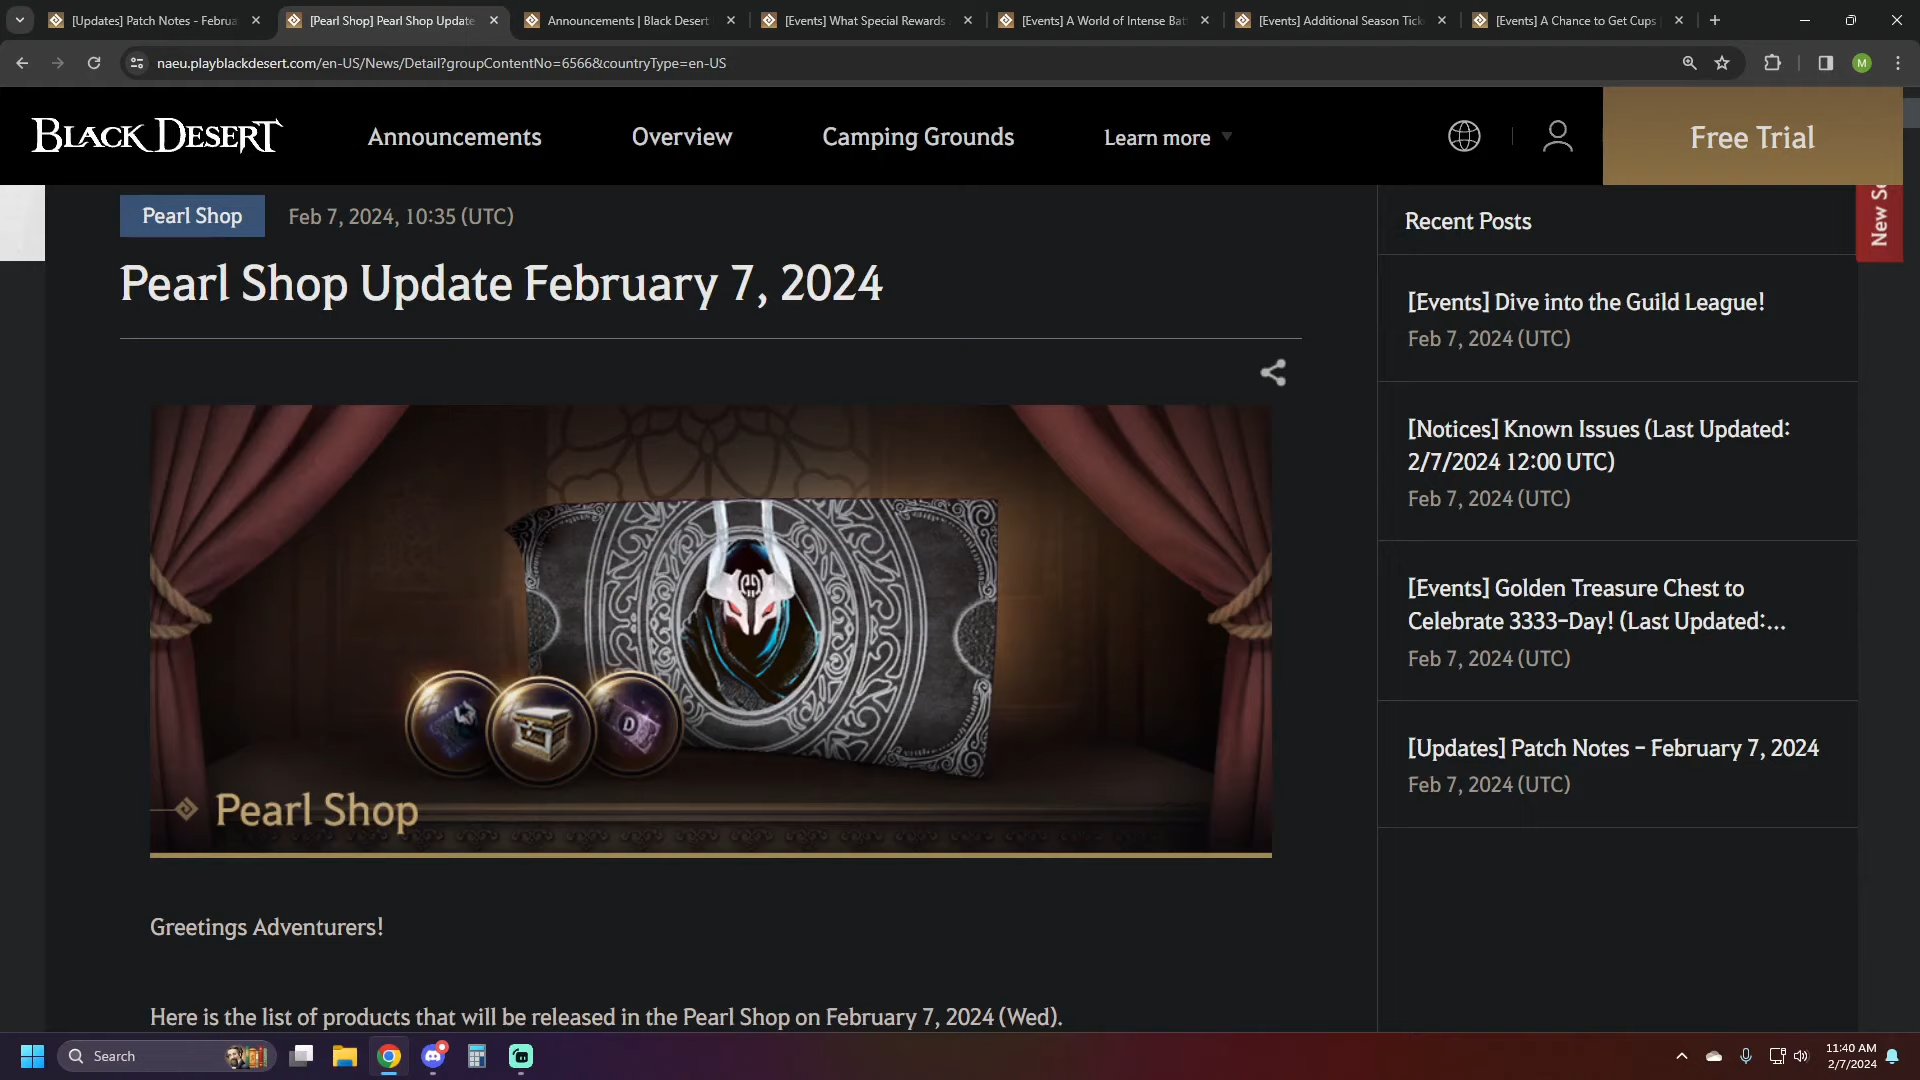 [Updates] Patch Notes - Februa
[Pearl Shop] Pearl Shop Update
Announcements | Black Desert
[Events] What Special Rewards
[Events] A World of Intense Bat
[Events] Additional Season Tick
[Events] A Chance to Get Cups
naeu.playblackdesert.com/en-US/News/Detail?groupContentNo=6566&countryType=en-US
M
BLACK DESERT
Announcements
Overview
Camping Grounds
Learn more
Free Trial
Pearl Shop
Feb 7, 2024, 10:35 (UTC)
Pearl Shop Update February 7, 2024
D
Pearl Shop
Greetings Adventurers!
Here is the list of products that will be released in the Pearl Shop on February 7, 2024 (Wed).
Recent Posts
New
[Events] Dive into the Guild League!
Feb 7, 2024 (UTC)
[Notices] Known Issues (Last Updated:
2/7/2024 12:00 UTC)
Feb 7, 2024 (UTC)
[Events] Golden Treasure Chest to
Celebrate 3333-Day! (Last Updated:...
Feb 7, 2024 (UTC)
[Updates] Patch Notes - February 7, 2024
Feb 7, 2024 (UTC)
Search
11:40 AM
2/7/2024